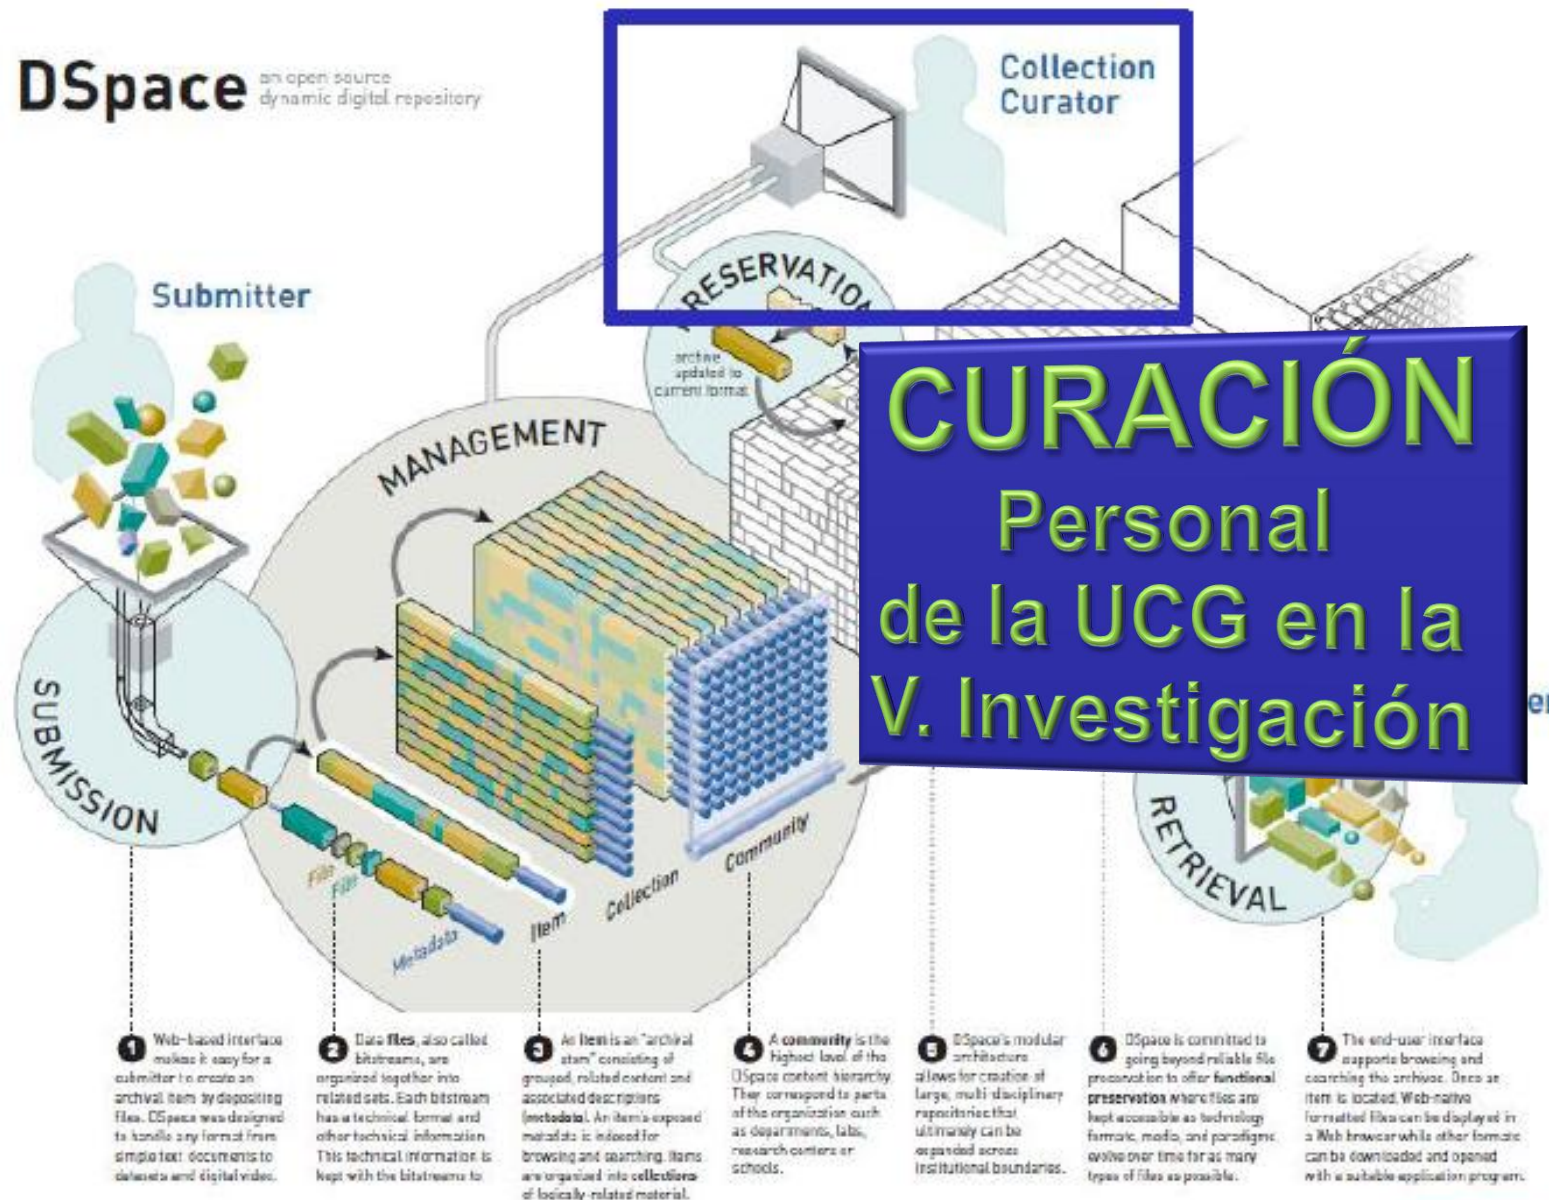 DSpace
an open source
dynamic digital repository
Collection
Curator
Submitter
PRESERVATION
archive
updated to
current format
MANAGEMENT
CURACIÓN
Personal
de la UCG en la
V. Investigación
SUBMISSION
File
File
Metadata
Item
Collection
Community
RETRIEVAL
1 Web-based interface
makes it easy for a
submitter to create an
archival item by depositing
files. DSpace was designed
to handle any format from
simple text documents to
datasets and digital video.
2 Data files, also called
bitstreams, are
organized together into
related sets. Each bitstream
has a technical format and
other technical information
This technical information is
kept with the bitstreams to
3 An item is an "archival
atom" consisting of
grouped, related content and
associated descriptions
(metadata). An item's exposed
metadata is indexed for
browsing and searching. Items
are organized into collections
of logically-related material.
4 A community is the
highest level of the
DSpace content hierarchy
They correspond to parts
of the organization such
as departments, labs,
research centers or
schools.
5 DSpace's modular
architecture
allows for creation of
large, multi-disciplinary
repositories that
ultimately can be
expanded across
institutional boundaries.
6 DSpace is committed to
going beyond reliable file
preservation to offer functional
preservation where files are
kept accessible as technology
formats, media, and paradigms
evolve over time for as many
types of files as possible.
7 The end-user interface
supports browsing and
searching the archives. Once an
item is located, Web-native
formatted files can be displayed in
a Web browser while other formats
can be downloaded and opened
with a suitable application program.